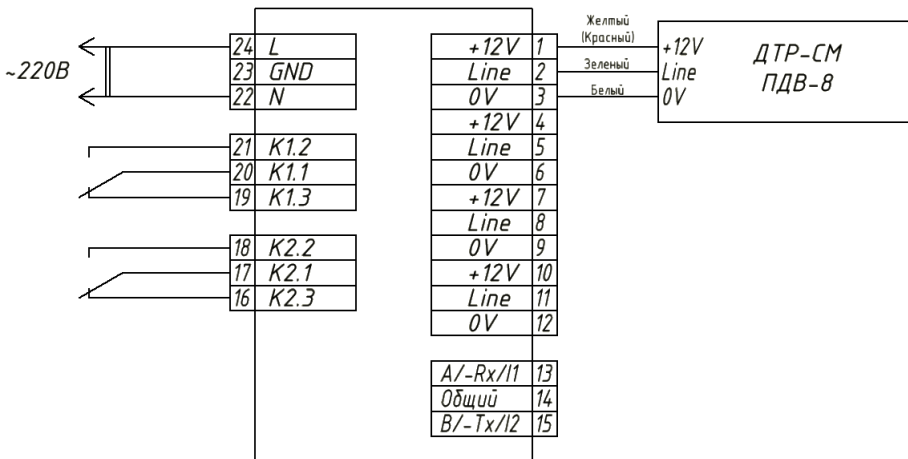 ~220В
24 L
23 GND
22 N
21 K1.2
20 K1.1
19 K1.3
18 K2.2
17 K2.1
16 K2.3
+12V 1
Line 2
0V 3
+12V 4
Line 5
0V 6
+12V 7
Line 8
0V 9
+12V 10
Line 11
0V 12
A/-Rx/I1 13
Общий 14
B/-Tx/I2 15
Желтый
(Красный)
Зеленый
Белый
+12V
Line
0V
ДТР-СМ
ПДВ-8